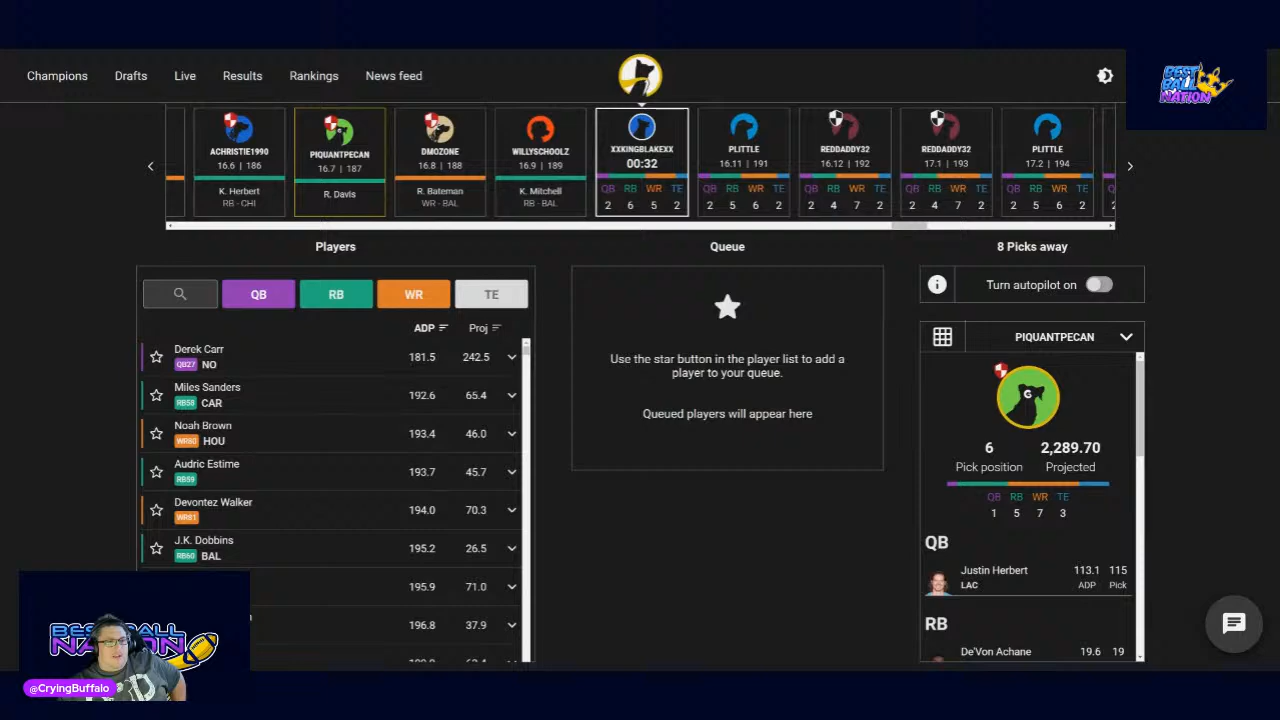 Champions Drafts Live Results Rankings News feed
BEST BALL NATION
ACHRISTIE1990 PIQUANTPECAN DMOZONE WILLYSCHOOLZ XXKINGBLAKEXX PLITTLE REDDADDY32 REDDADDY32 PLITTLE
16.6 | 186 16.7 | 187 16.8 | 188 16.9 | 189 00:32 16.11 | 191 16.12 | 192 17.1 | 193 17.2 | 194
K. Herbert R. Davis R. Bateman K. Mitchell QB RB WR TE QB RB WR TE QB RB WR TE QB RB WR TE QB RB WR TE
RB - CHI WR - BAL RB - BAL 2 6 5 2 2 5 6 2 2 4 7 2 2 4 7 2 2 5 6 2 2
Players Queue 8 Picks away
QB RB WR TE
Turn autopilot on
ADP Proj
Derek Carr
QB27 NO 181.5 242.5
Miles Sanders
RB58 CAR 192.6 65.4
Noah Brown
WR80 HOU 193.4 46.0
Audric Estime
RB59 193.7 45.7
Devontez Walker
WR81 194.0 70.3
J.K. Dobbins
RB60 BAL 195.2 26.5
195.9 71.0
196.8 37.9
Use the star button in the player list to add a
player to your queue.
Queued players will appear here
PIQUANTPECAN
G
6 2,289.70
Pick position Projected
QB RB WR TE
1 5 7 3
QB
Justin Herbert 113.1 115
LAC ADP Pick
RB
De'Von Achane 19.6 19
BEST BALL
NATION
@CryingBuffalo